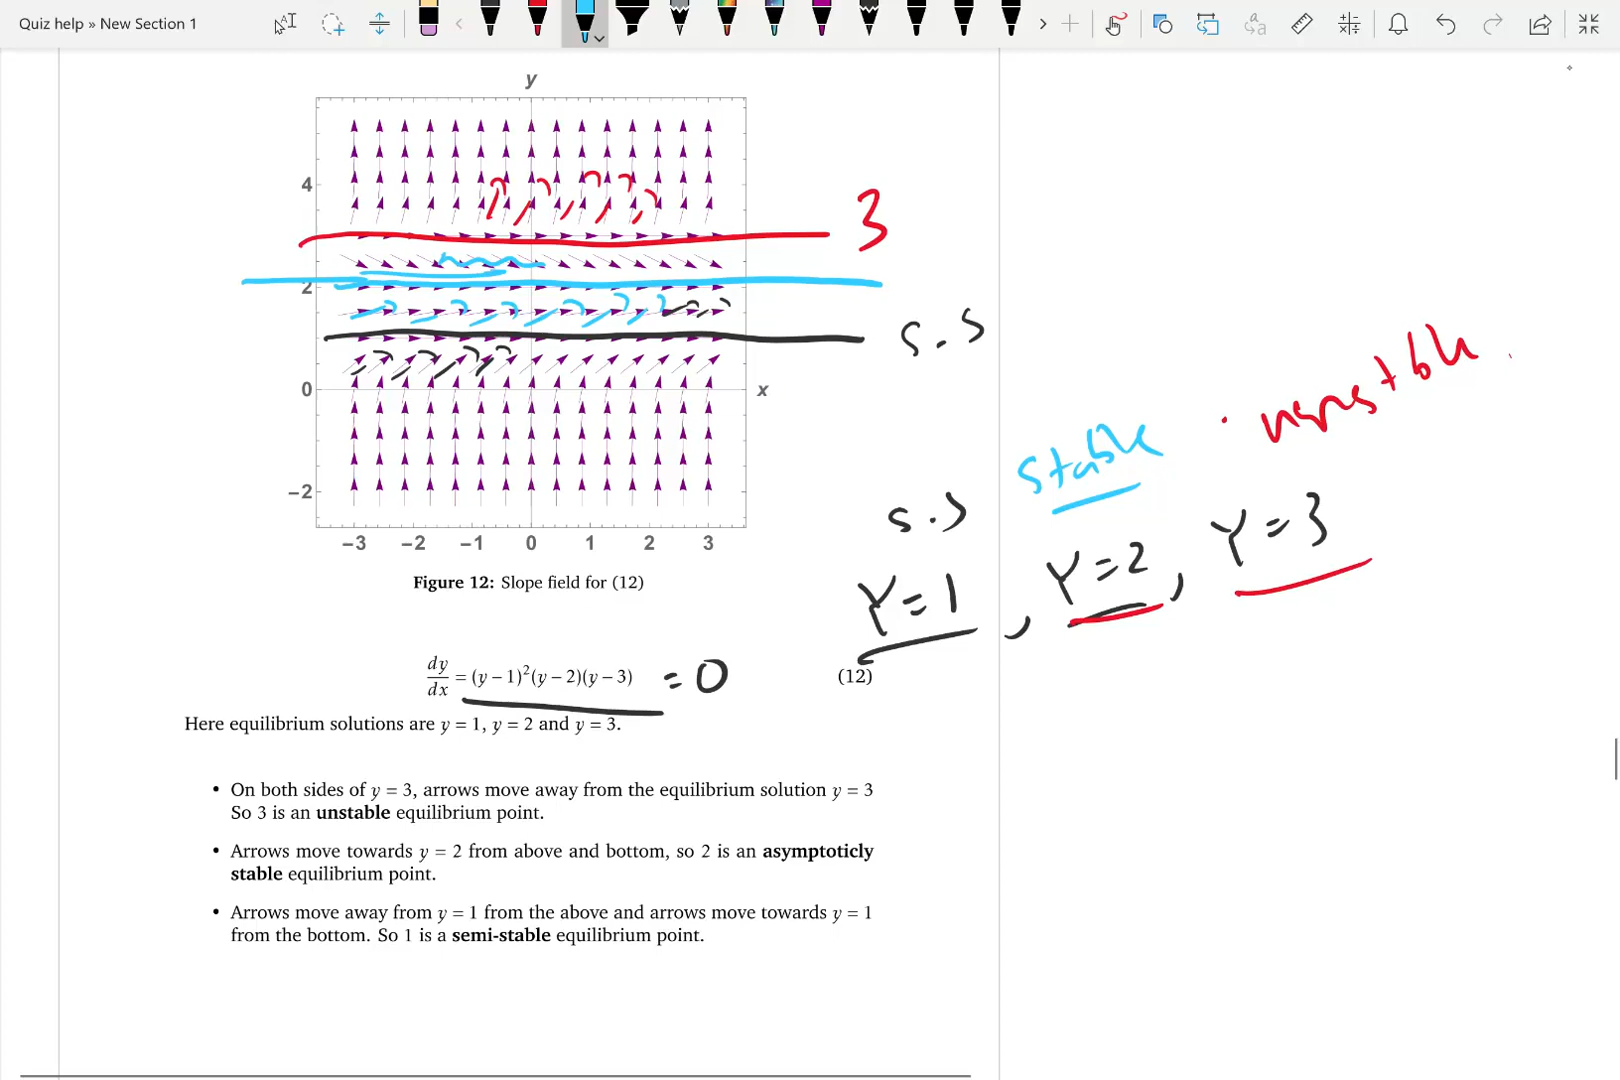 Quiz help » New Section 1
y
4
3
2
s.s
0
x
unstable.
stable
-2
s.s
-3 -2 -1 0 1 2 3
Y=1, Y=2, Y=3
Figure 12: Slope field for (12)
dy/dx = (y − 1)²(y − 2)(y − 3) = 0 (12)
Here equilibrium solutions are y = 1, y = 2 and y = 3.
• On both sides of y = 3, arrows move away from the equilibrium solution y = 3
So 3 is an unstable equilibrium point.
• Arrows move towards y = 2 from above and bottom, so 2 is an asymptoticly
stable equilibrium point.
• Arrows move away from y = 1 from the above and arrows move towards y = 1
from the bottom. So 1 is a semi-stable equilibrium point.